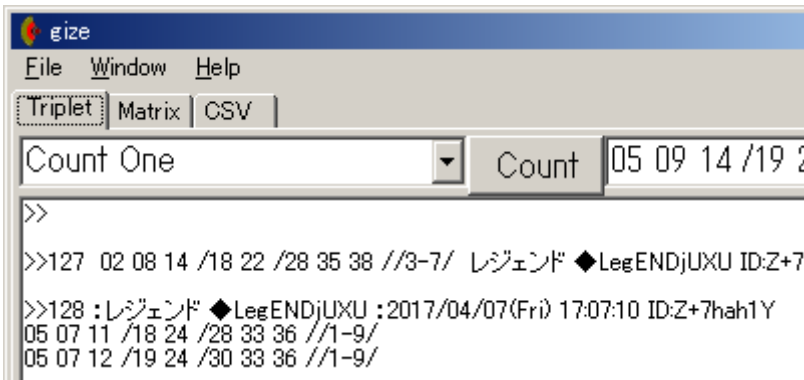 gize
File Window Help
Triplet Matrix CSV
Count One Count 05 09 14 /19
>>
>>127 02 08 14 /18 22 /28 35 38 //3-7/ レジェンド ◆LegENDjUXU ID:Z+7
>>128 :レジェンド ◆LegENDjUXU :2017/04/07(Fri) 17:07:10 ID:Z+7hah1Y
05 07 11 /18 24 /28 33 36 //1-9/
05 07 12 /19 24 /30 33 36 //1-9/